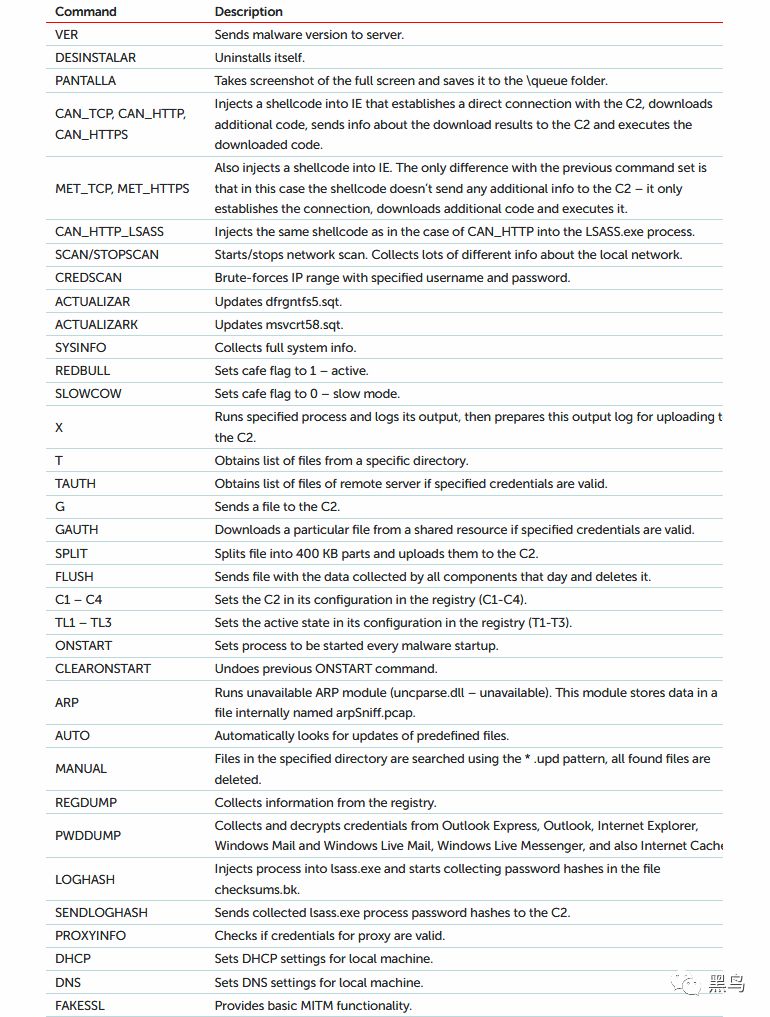 Command Description
VER Sends malware version to server.
DESINSTALAR Uninstalls itself.
PANTALLA Takes screenshot of the full screen and saves it to the \queue folder.
CAN_TCP, CAN_HTTP,
CAN_HTTPS
Injects a shellcode into IE that establishes a direct connection with the C2, downloads
additional code, sends info about the download results to the C2 and executes the
downloaded code.
MET_TCP, MET_HTTPS
Also injects a shellcode into IE. The only difference with the previous command set is
that in this case the shellcode doesn't send any additional info to the C2 – it only
establishes the connection, downloads additional code and executes it.
CAN_HTTP_LSASS Injects the same shellcode as in the case of CAN_HTTP into the LSASS.exe process.
SCAN/STOPSCAN Starts/stops network scan. Collects lots of different info about the local network.
CREDSCAN Brute-forces IP range with specified username and password.
ACTUALIZAR Updates dfrgntfs5.sqt.
ACTUALIZARK Updates msvcrt58.sqt.
SYSINFO Collects full system info.
REDBULL Sets cafe flag to 1 – active.
SLOWCOW Sets cafe flag to 0 – slow mode.
X
Runs specified process and logs its output, then prepares this output log for uploading t
the C2.
T Obtains list of files from a specific directory.
TAUTH Obtains list of files of remote server if specified credentials are valid.
G Sends a file to the C2.
GAUTH Downloads a particular file from a shared resource if specified credentials are valid.
SPLIT Splits file into 400 KB parts and uploads them to the C2.
FLUSH Sends file with the data collected by all components that day and deletes it.
C1 – C4 Sets the C2 in its configuration in the registry (C1-C4).
TL1 – TL3 Sets the active state in its configuration in the registry (T1-T3).
ONSTART Sets process to be started every malware startup.
CLEARONSTART Undoes previous ONSTART command.
ARP
Runs unavailable ARP module (uncparse.dll – unavailable). This module stores data in a
file internally named arpSniff.pcap.
AUTO Automatically looks for updates of predefined files.
MANUAL
Files in the specified directory are searched using the * .upd pattern, all found files are
deleted.
REGDUMP Collects information from the registry.
PWDDUMP
Collects and decrypts credentials from Outlook Express, Outlook, Internet Explorer,
Windows Mail and Windows Live Mail, Windows Live Messenger, and also Internet Cache
LOGHASH
Injects process into lsass.exe and starts collecting password hashes in the file
checksums.bk.
SENDLOGHASH Sends collected lsass.exe process password hashes to the C2.
PROXYINFO Checks if credentials for proxy are valid.
DHCP Sets DHCP settings for local machine.
DNS Sets DNS settings for local machine.
黑鸟
FAKESSL Provides basic MITM functionality.